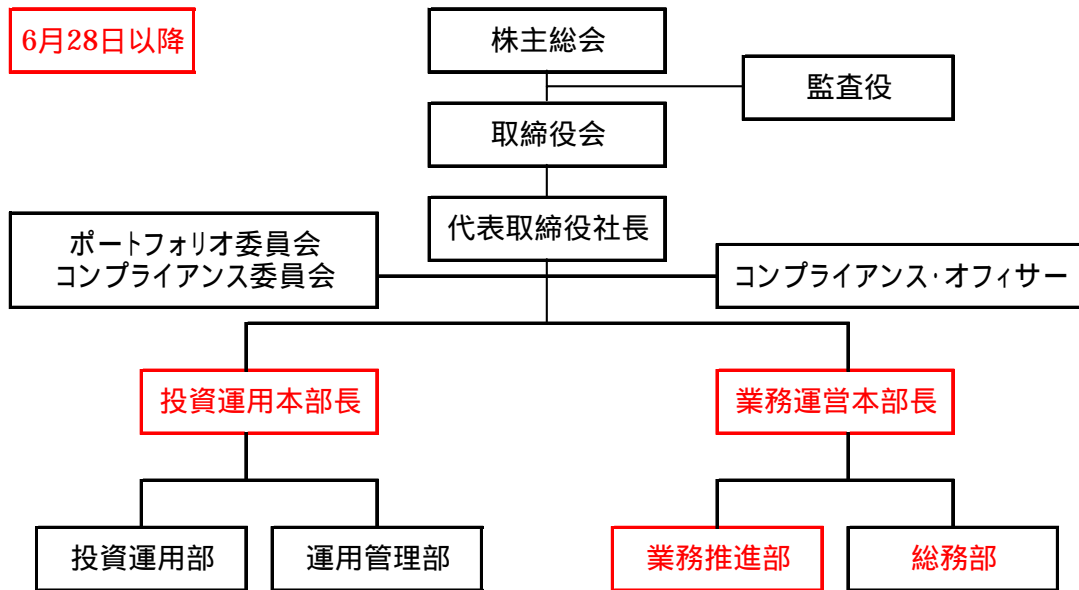 6月28日以降
株主総会
監査役
取締役会
代表取締役社長
ポートフォリオ委員会
コンプライアンス委員会
コンプライアンス・オフィサー
投資運用本部長
業務運営本部長
投資運用部
運用管理部
業務推進部
総務部